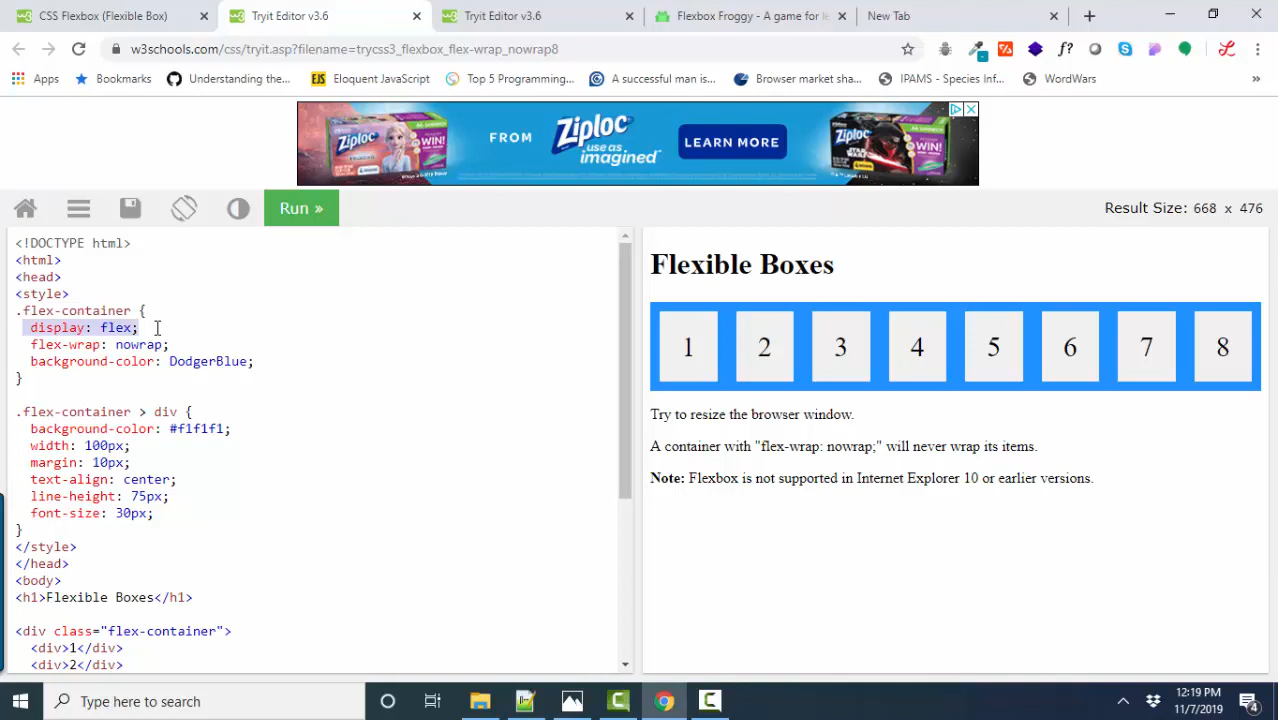 CSS Flexbox (Flexible Box)
Tryit Editor v3.6
Tryit Editor v3.6
Flexbox Froggy - A game for le
New Tab
w3schools.com/css/tryit.asp?filename=trycss3_flexbox_flex-wrap_nowrap8
f?
Apps
Bookmarks
Understanding the...
EJS
Eloquent JavaScript
Top 5 Programming...
A successful man is...
Browser market sha...
IPAMS - Species Inf...
WordWars
»
Ziploc
WIN!
FROM
Ziploc
use as
imagined
LEARN MORE
Ziploc
WIN!
Run »
Result Size: 668 x 476
<!DOCTYPE html>
<html>
<head>
<style>
.flex-container {
display: flex;
flex-wrap: nowrap;
background-color: DodgerBlue;
}
.flex-container > div {
background-color: #f1f1f1;
width: 100px;
margin: 10px;
text-align: center;
line-height: 75px;
font-size: 30px;
}
</style>
</head>
<body>
<h1>Flexible Boxes</h1>
<div class="flex-container">
<div>1</div>
<div>2</div>
Flexible Boxes
1 2 3 4 5 6 7 8
Try to resize the browser window.
A container with "flex-wrap: nowrap;" will never wrap its items.
Note: Flexbox is not supported in Internet Explorer 10 or earlier versions.
Type here to search
12:19 PM
11/7/2019
4